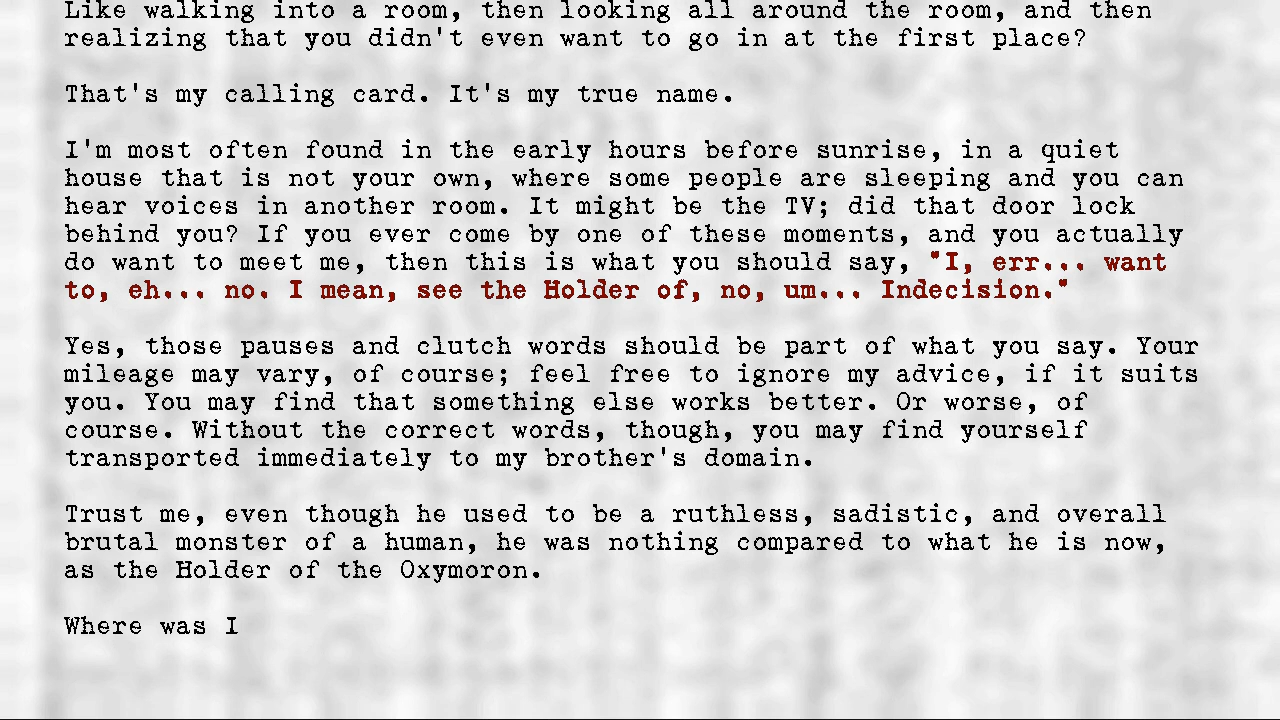 Like walking into a room, then looking all around the room, and then
realizing that you didn't even want to go in at the first place?
That's my calling card. It's my true name.
I'm most often found in the early hours before sunrise, in a quiet
house that is not your own, where some people are sleeping and you can
hear voices in another room. It might be the TV; did that door lock
behind you? If you ever come by one of these moments, and you actually
do want to meet me, then this is what you should say, "I, err... want
to, eh... no. I mean, see the Holder of, no, um... Indecision."
Yes, those pauses and clutch words should be part of what you say. Your
mileage may vary, of course; feel free to ignore my advice, if it suits
you. You may find that something else works better. Or worse, of
course. Without the correct words, though, you may find yourself
transported immediately to my brother's domain.
Trust me, even though he used to be a ruthless, sadistic, and overall
brutal monster of a human, he was nothing compared to what he is now,
as the Holder of the Oxymoron.
Where was I